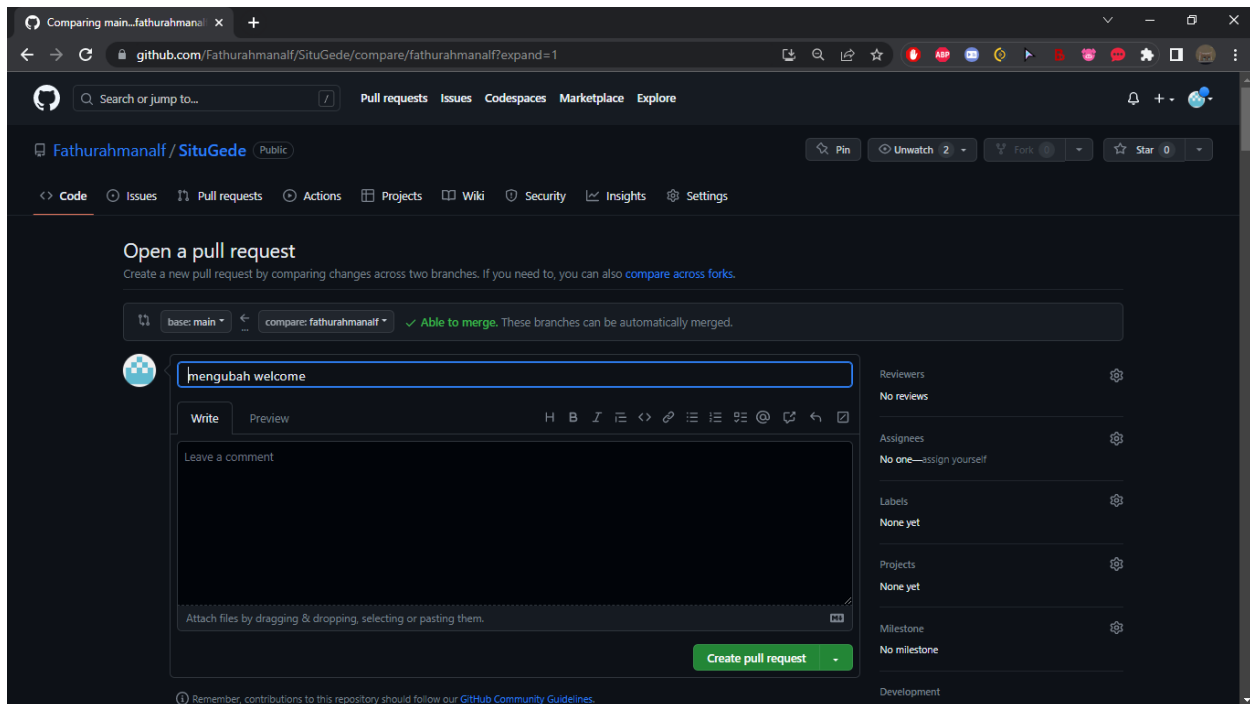 Comparing main...fathurahmanal
github.com/Fathurahmanalf/SituGede/compare/fathurahmanalf?expand=1
ABP
Search or jump to... / Pull requests Issues Codespaces Marketplace Explore
Fathurahmanalf / SituGede Public Pin Unwatch 2 Fork 0 Star 0
Code Issues Pull requests Actions Projects Wiki Security Insights Settings
Open a pull request
Create a new pull request by comparing changes across two branches. If you need to, you can also compare across forks.
base: main compare: fathurahmanalf Able to merge. These branches can be automatically merged.
mengubah welcome
Write Preview
Leave a comment
Attach files by dragging & dropping, selecting or pasting them.
Create pull request
Remember, contributions to this repository should follow our GitHub Community Guidelines.
Reviewers
No reviews
Assignees
No one—assign yourself
Labels
None yet
Projects
None yet
Milestone
No milestone
Development